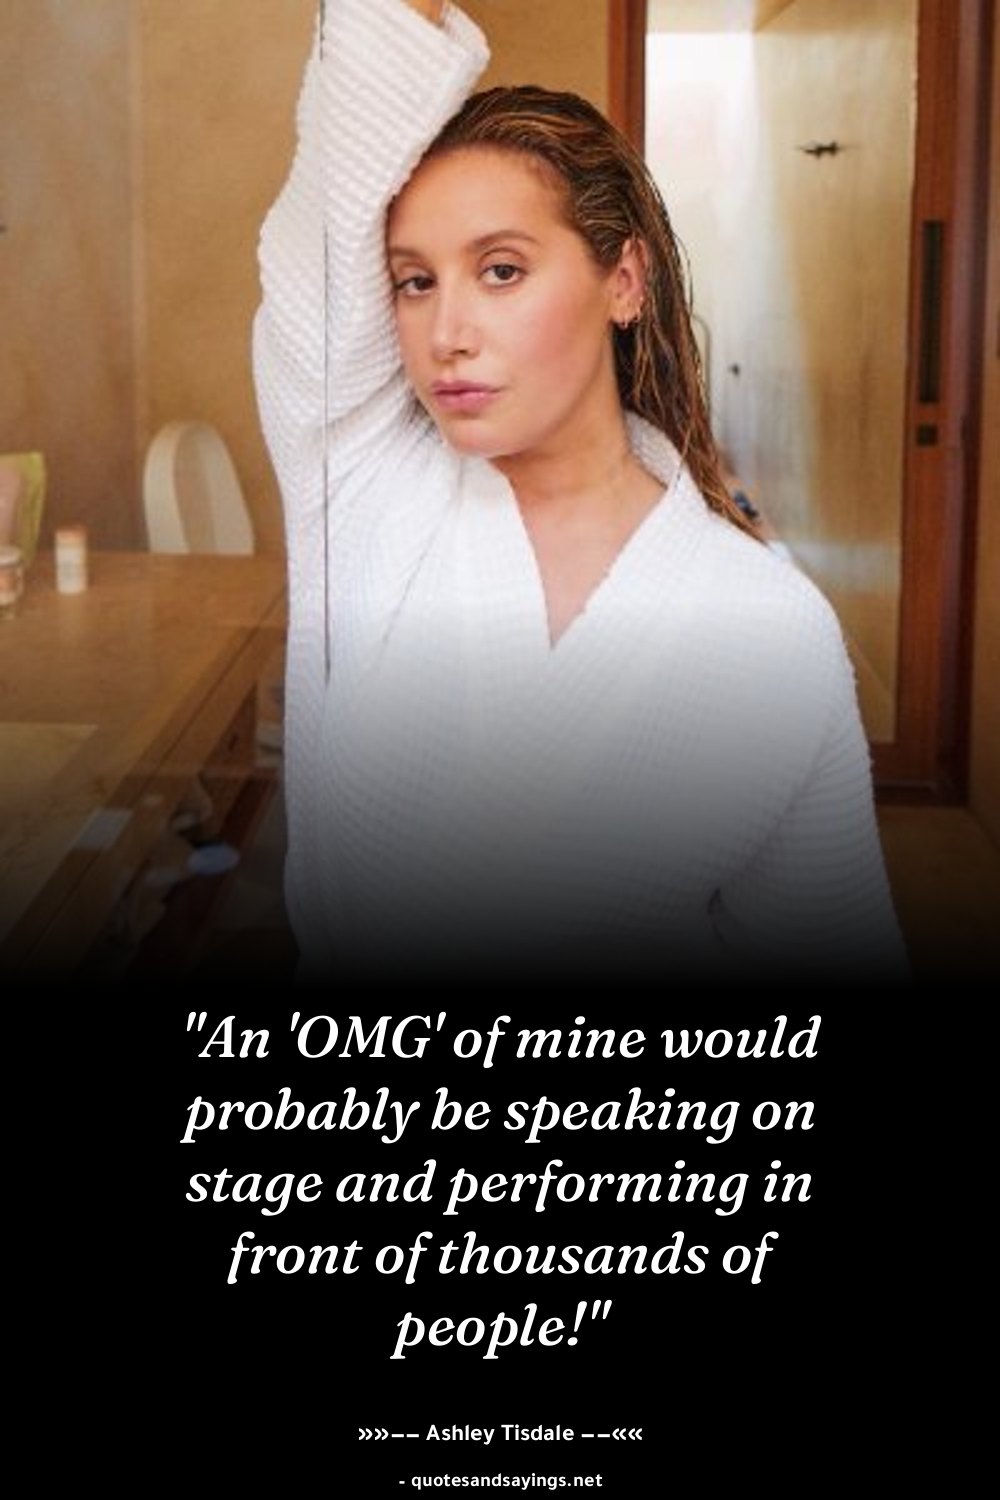 "An 'OMG' of mine would
probably be speaking on
stage and performing in
front of thousands of
people!"
»»−− Ashley Tisdale −−««
- quotesandsayings.net